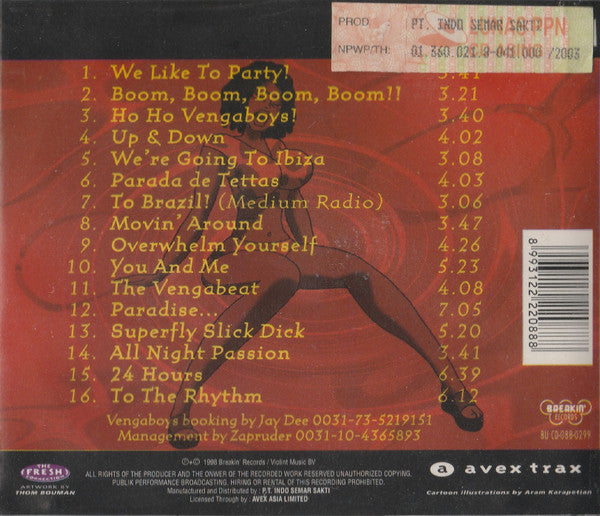 PROD PT. INDO SEMAR SAKTI
NPWP/TH: 01.360.021.8-041.000 /2003
1. We Like To Party! 3.41
2. Boom, Boom, Boom, Boom!! 3.21
3. Ho Ho Vengaboys! 3.40
4. Up & Down 4.02
5. We're Going To Ibiza 3.08
6. Parada de Tettas 4.03
7. To Brazil! (Medium Radio) 3.06
8. Movin' Around 3.47
9. Overwhelm Yourself 4.26
10. You And Me 5.23
11. The Vengabeat 4.08
12. Paradise... 7.05
13. Superfly Slick Dick 5.20
14. All Night Passion 3.41
15. 24 Hours 6.39
16. To The Rhythm 6.12
Vengaboys booking by Jay Dee 0031-73-5219151
Management by Zapruder 0031-10-4365893
8993122220888
BREAKIN'
RECORDS
BU CD-088-0299
THE
FRESH
CONNECTION
ARTWORK BY
THOM BOUMAN
℗+© 1998 Breakin' Records / Violint Music BV
ALL RIGHTS OF THE PRODUCER AND THE ONWER OF THE RECORDED WORK RESERVED UNAUTHORIZED COPYING,
PUBLIK PERFORMANCE BROADCASTING, HIRING OR RENTAL OF THIS RECORDING PROHIBITED.
Manufactured and Distributed by : P.T. INDO SEMAR SAKTI
Licensed Through by : AVEX ASIA LIMITED
a avex trax
Cartoon illustrations by Aram Karapetian